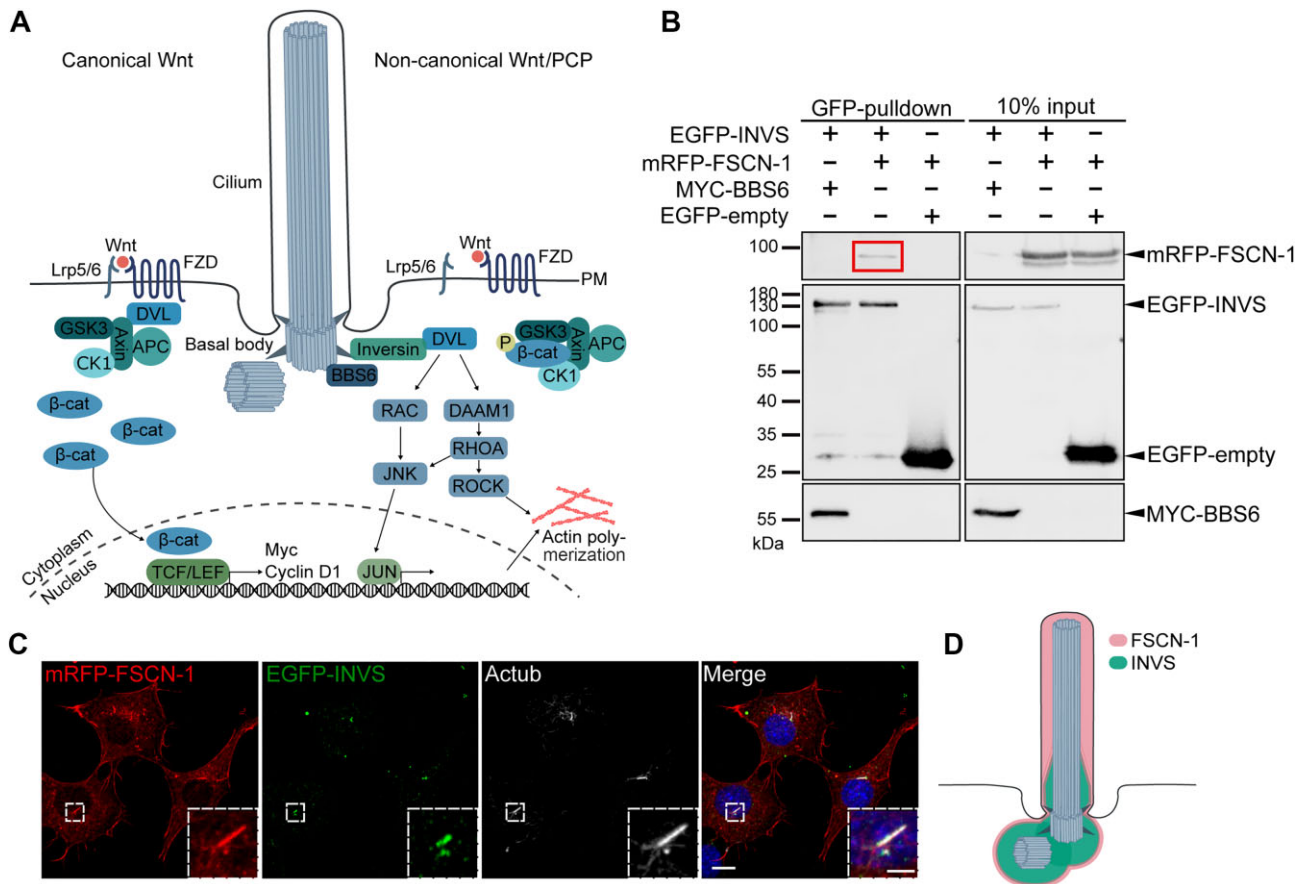 A
Canonical Wnt
Non-canonical Wnt/PCP
Cilium
Wnt
Lrp5/6
FZD
Wnt
Lrp5/6
FZD
PM
DVL
GSK3
Axin
APC
CK1
Basal body
Inversin
DVL
BBS6
P
GSK3
β-cat
Axin
APC
CK1
β-cat
β-cat
β-cat
RAC
DAAM1
RHOA
JNK
ROCK
Actin poly-
merization
β-cat
Cytoplasm
Nucleus
TCF/LEF
Myc
Cyclin D1
JUN
B
GFP-pulldown 10% input
EGFP-INVS + + – + + –
mRFP-FSCN-1 – + + – + +
MYC-BBS6 + – – + – –
EGFP-empty – – + – – +
100
mRFP-FSCN-1
180
130
EGFP-INVS
100
55
40
35
25
EGFP-empty
55
MYC-BBS6
kDa
C
mRFP-FSCN-1 EGFP-INVS Actub Merge
D
FSCN-1
INVS